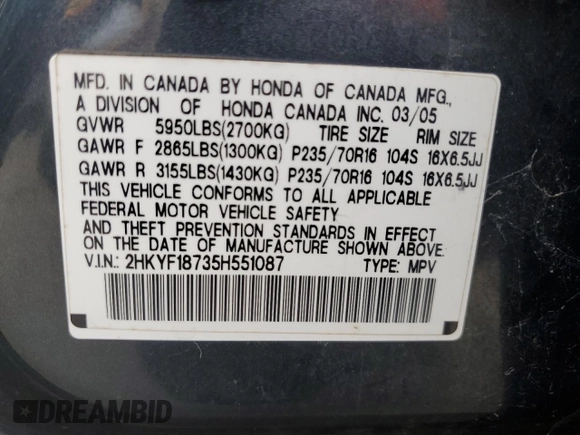 MFD. IN CANADA BY HONDA OF CANADA MFG.,
A DIVISION OF HONDA CANADA INC. 03/05
GVWR 5950LBS(2700KG) TIRE SIZE RIM SIZE
GAWR F 2865LBS(1300KG) P235/70R16 104S 16X6.5JJ
GAWR R 3155LBS(1430KG) P235/70R16 104S 16X6.5JJ
THIS VEHICLE CONFORMS TO ALL APPLICABLE
FEDERAL MOTOR VEHICLE SAFETY
AND THEFT PREVENTION STANDARDS IN EFFECT
ON THE DATE OF MANUFACTURE SHOWN ABOVE.
V.I.N.: 2HKYF18735H551087 TYPE: MPV
DREAMBID